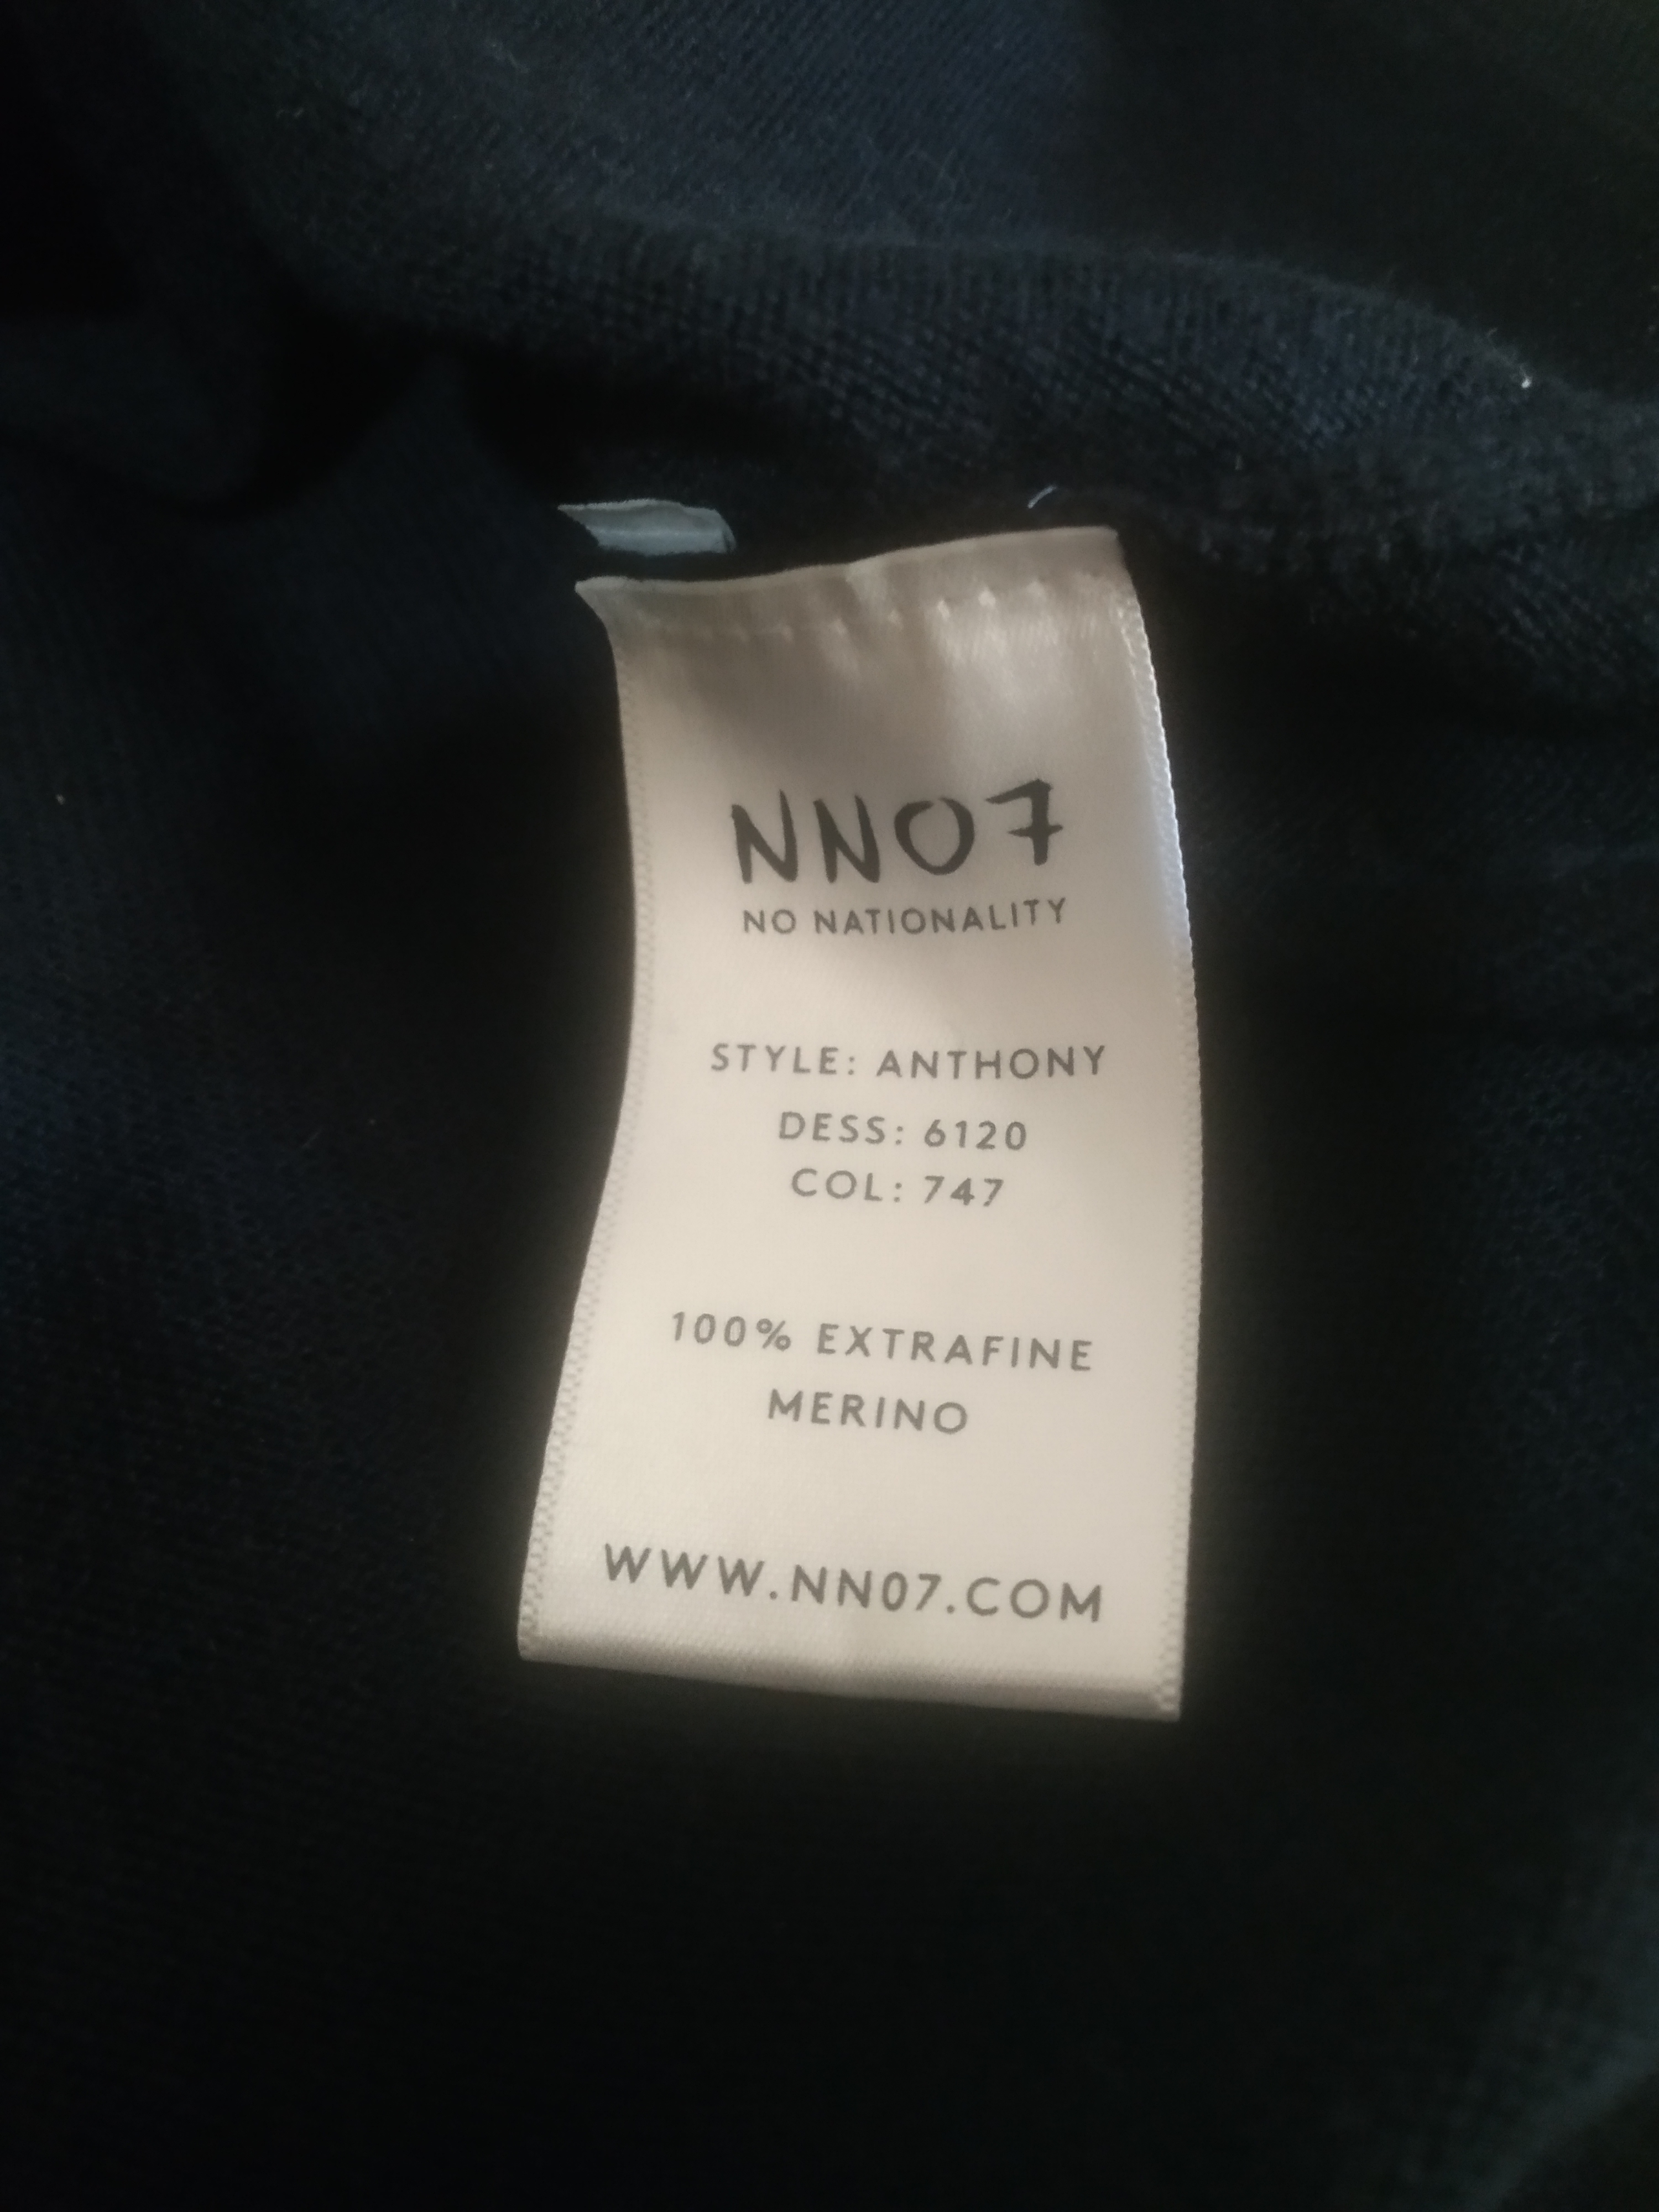 NN07
NO NATIONALITY
STYLE: ANTHONY
DESS: 6120
COL: 747
100% EXTRAFINE
MERINO
WWW.NN07.COM